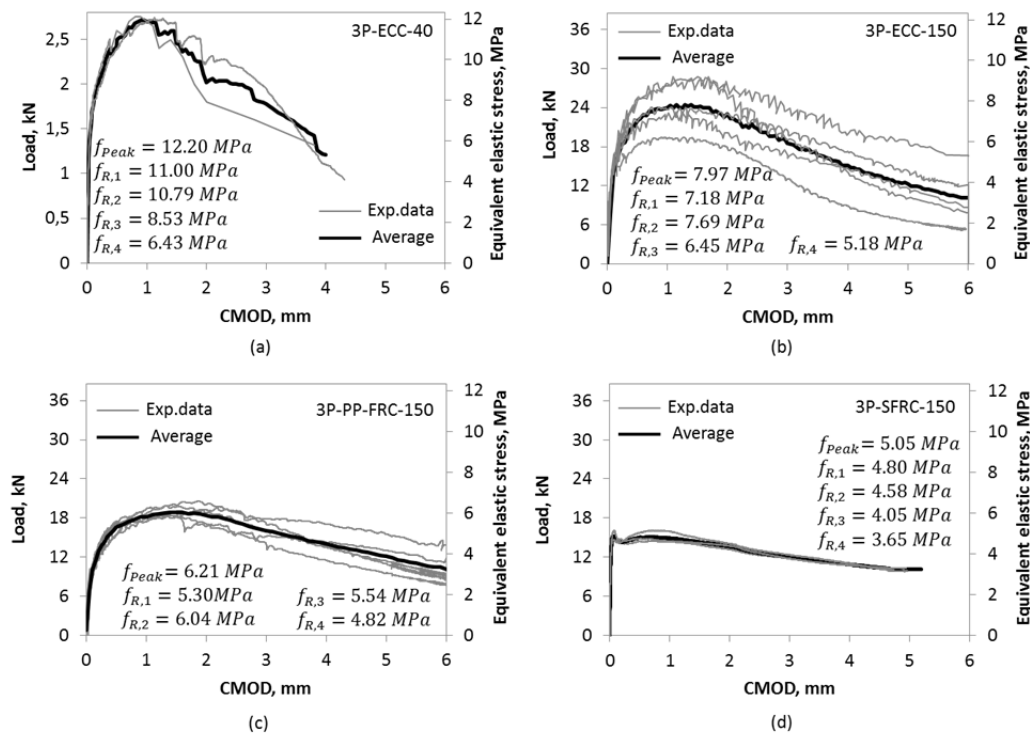 3P-ECC-40
Load, kN
2,5
2
1,5
1
0,5
0
f_Peak = 12.20 MPa
f_R,1 = 11.00 MPa
f_R,2 = 10.79 MPa
f_R,3 = 8.53 MPa
f_R,4 = 6.43 MPa
Exp.data
Average
12
10
8
6
4
2
0
Equivalent elastic stress, MPa
0 1 2 3 4 5 6
CMOD, mm
(a)
Exp.data
Average
3P-ECC-150
Load, kN
36
30
24
18
12
6
0
f_Peak = 7.97 MPa
f_R,1 = 7.18 MPa
f_R,2 = 7.69 MPa
f_R,3 = 6.45 MPa f_R,4 = 5.18 MPa
12
10
8
6
4
2
0
Equivalent elastic stress, MPa
0 1 2 3 4 5 6
CMOD, mm
(b)
Exp.data
Average
3P-PP-FRC-150
Load, kN
36
30
24
18
12
6
0
f_Peak = 6.21 MPa
f_R,1 = 5.30MPa f_R,3 = 5.54 MPa
f_R,2 = 6.04 MPa f_R,4 = 4.82 MPa
12
10
8
6
4
2
0
Equivalent elastic stress, MPa
0 1 2 3 4 5 6
CMOD, mm
(c)
Exp.data
Average
3P-SFRC-150
Load, kN
36
30
24
18
12
6
0
f_Peak = 5.05 MPa
f_R,1 = 4.80 MPa
f_R,2 = 4.58 MPa
f_R,3 = 4.05 MPa
f_R,4 = 3.65 MPa
12
10
8
6
4
2
0
Equivalent elastic stress, MPa
0 1 2 3 4 5 6
CMOD, mm
(d)